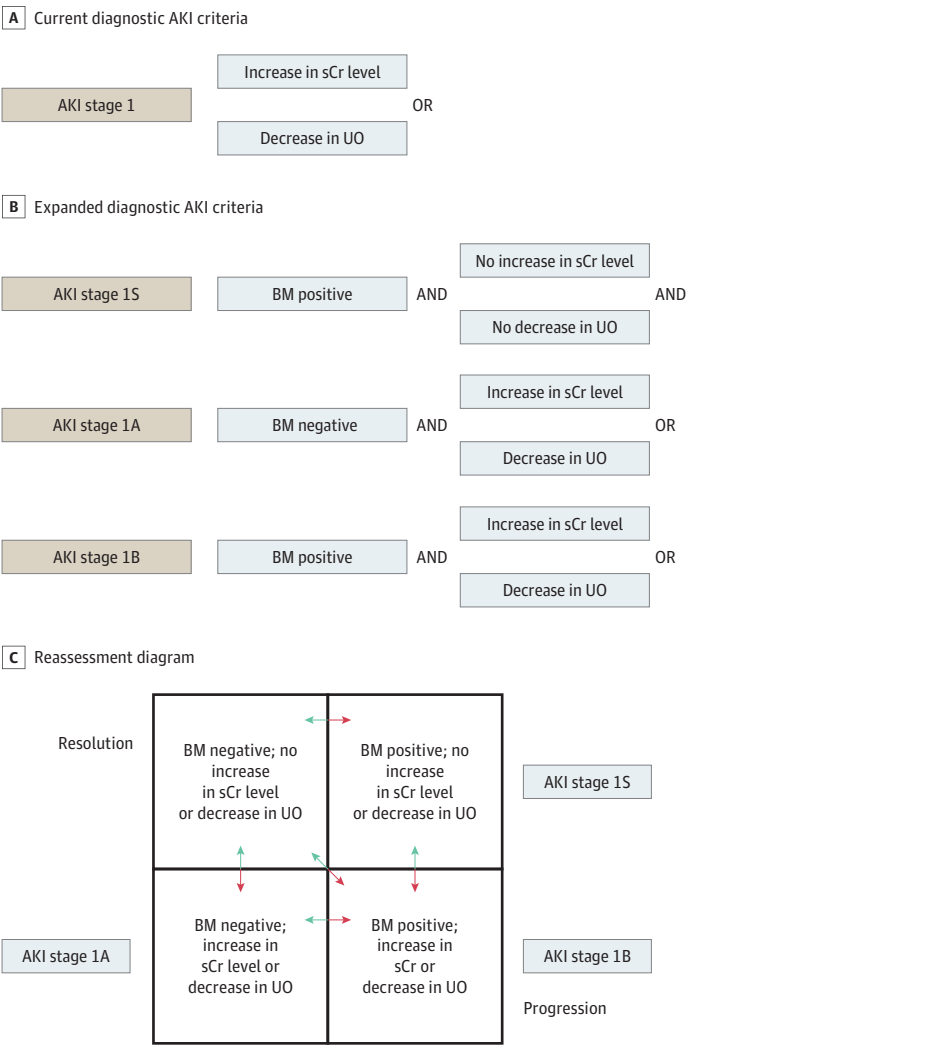 A Current diagnostic AKI criteria
Increase in sCr level
AKI stage 1
OR
Decrease in UO
B Expanded diagnostic AKI criteria
No increase in sCr level
AKI stage 1S
BM positive
AND
AND
No decrease in UO
Increase in sCr level
AKI stage 1A
BM negative
AND
OR
Decrease in UO
Increase in sCr level
AKI stage 1B
BM positive
AND
OR
Decrease in UO
C Reassessment diagram
Resolution
BM negative; no
increase
in sCr level
or decrease in UO
BM positive; no
increase
in sCr level
or decrease in UO
AKI stage 1S
AKI stage 1A
BM negative;
increase in
sCr level or
decrease in UO
BM positive;
increase in
sCr or
decrease in UO
AKI stage 1B
Progression